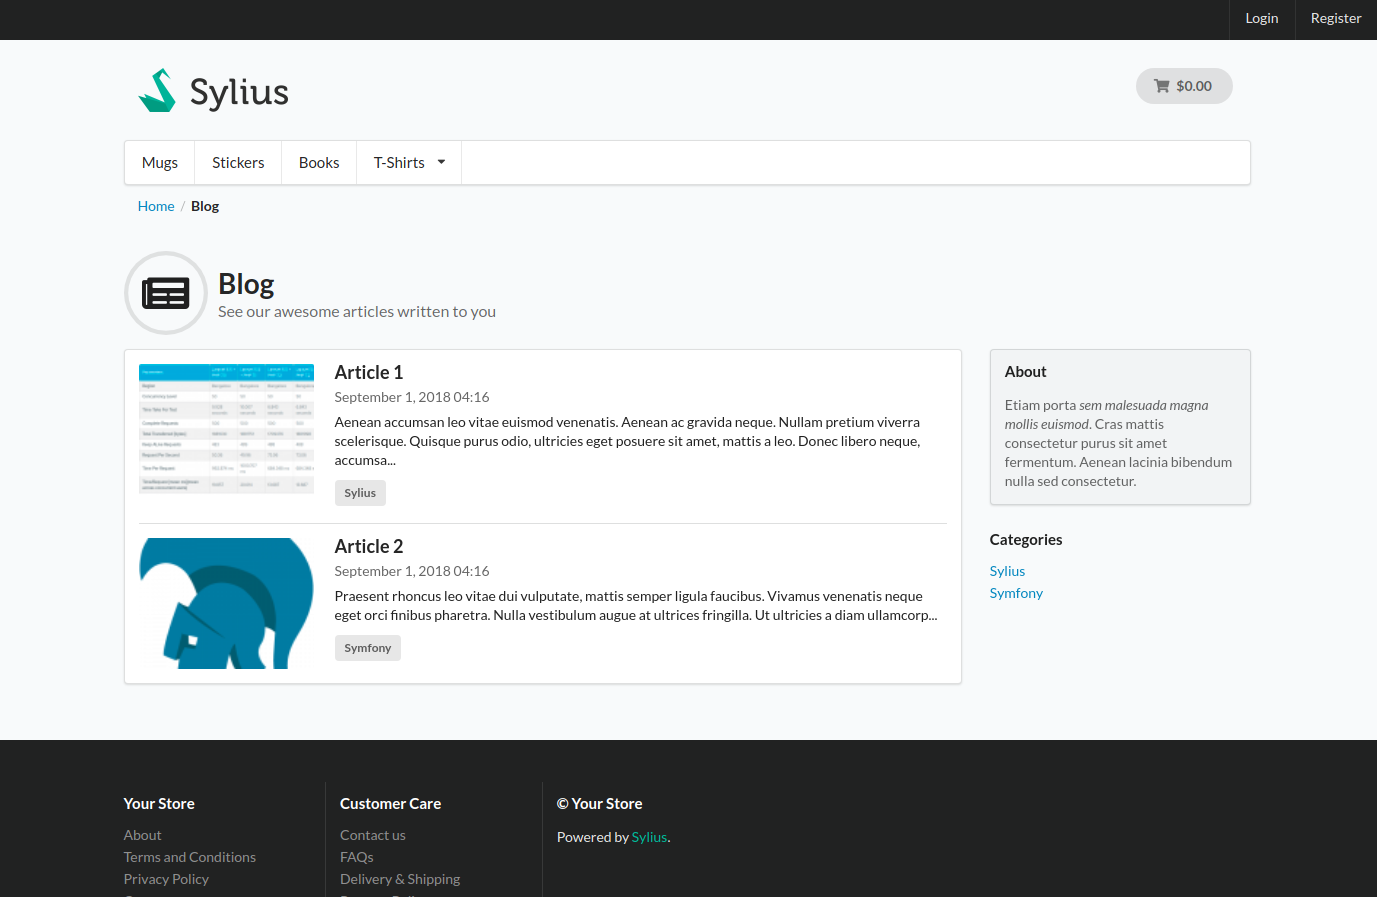 Login Register
Sylius
$0.00
Mugs Stickers Books T-Shirts
Home / Blog
Blog
See our awesome articles written to you
Article 1
September 1, 2018 04:16
Aenean accumsan leo vitae euismod venenatis. Aenean ac gravida neque. Nullam pretium viverra
scelerisque. Quisque purus odio, ultricies eget posuere sit amet, mattis a leo. Donec libero neque,
accumsa...
Sylius
Article 2
September 1, 2018 04:16
Praesent rhoncus leo vitae dui vulputate, mattis semper ligula faucibus. Vivamus venenatis neque
eget orci finibus pharetra. Nulla vestibulum augue at ultrices fringilla. Ut ultricies a diam ullamcorp...
Symfony
About
Etiam porta sem malesuada magna
mollis euismod. Cras mattis
consectetur purus sit amet
fermentum. Aenean lacinia bibendum
nulla sed consectetur.
Categories
Sylius
Symfony
Your Store
About
Terms and Conditions
Privacy Policy
Customer Care
Contact us
FAQs
Delivery & Shipping
© Your Store
Powered by Sylius.